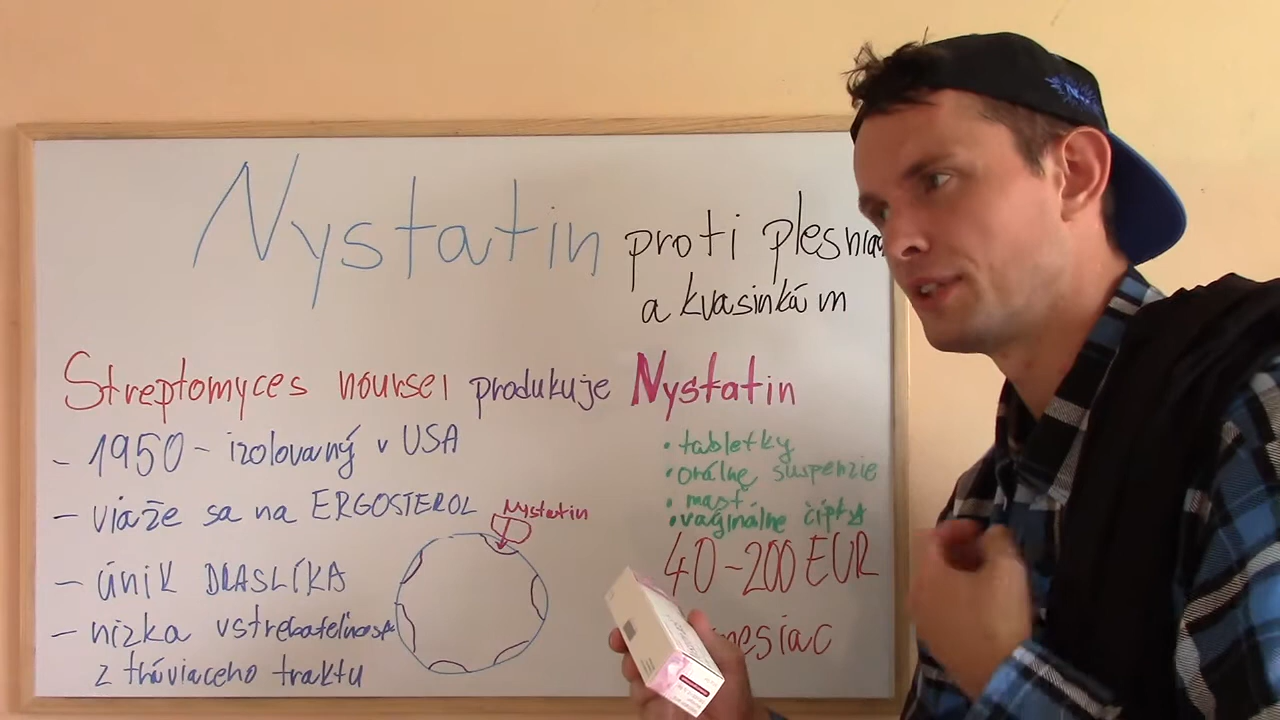 Nystatin proti plesnia
a kvasinkám
Streptomyces noursei produkuje Nystatin
- 1950 - izolovaný v USA
- viaže sa na ERGOSTEROL
- únik DRASLÍKA
- nízka vstrebateľnosť
z tráviaceho traktu
Nystatin
• tabletky
• orálne suspenzie
• masť
• vaginálne čípky
40-200 EUR
mesiac